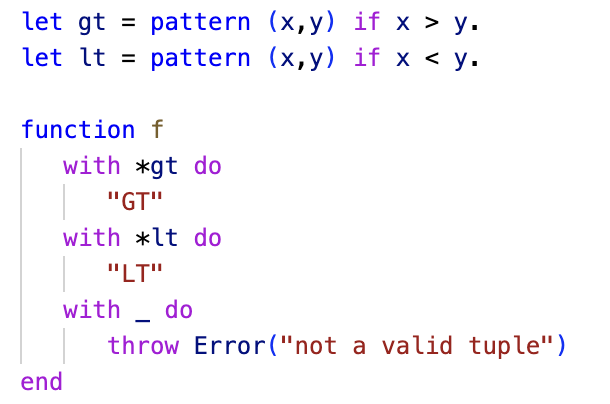 let gt = pattern (x,y) if x > y.
let lt = pattern (x,y) if x < y.

function f
   with *gt do
      "GT"
   with *lt do
      "LT"
   with _ do
      throw Error("not a valid tuple")
end